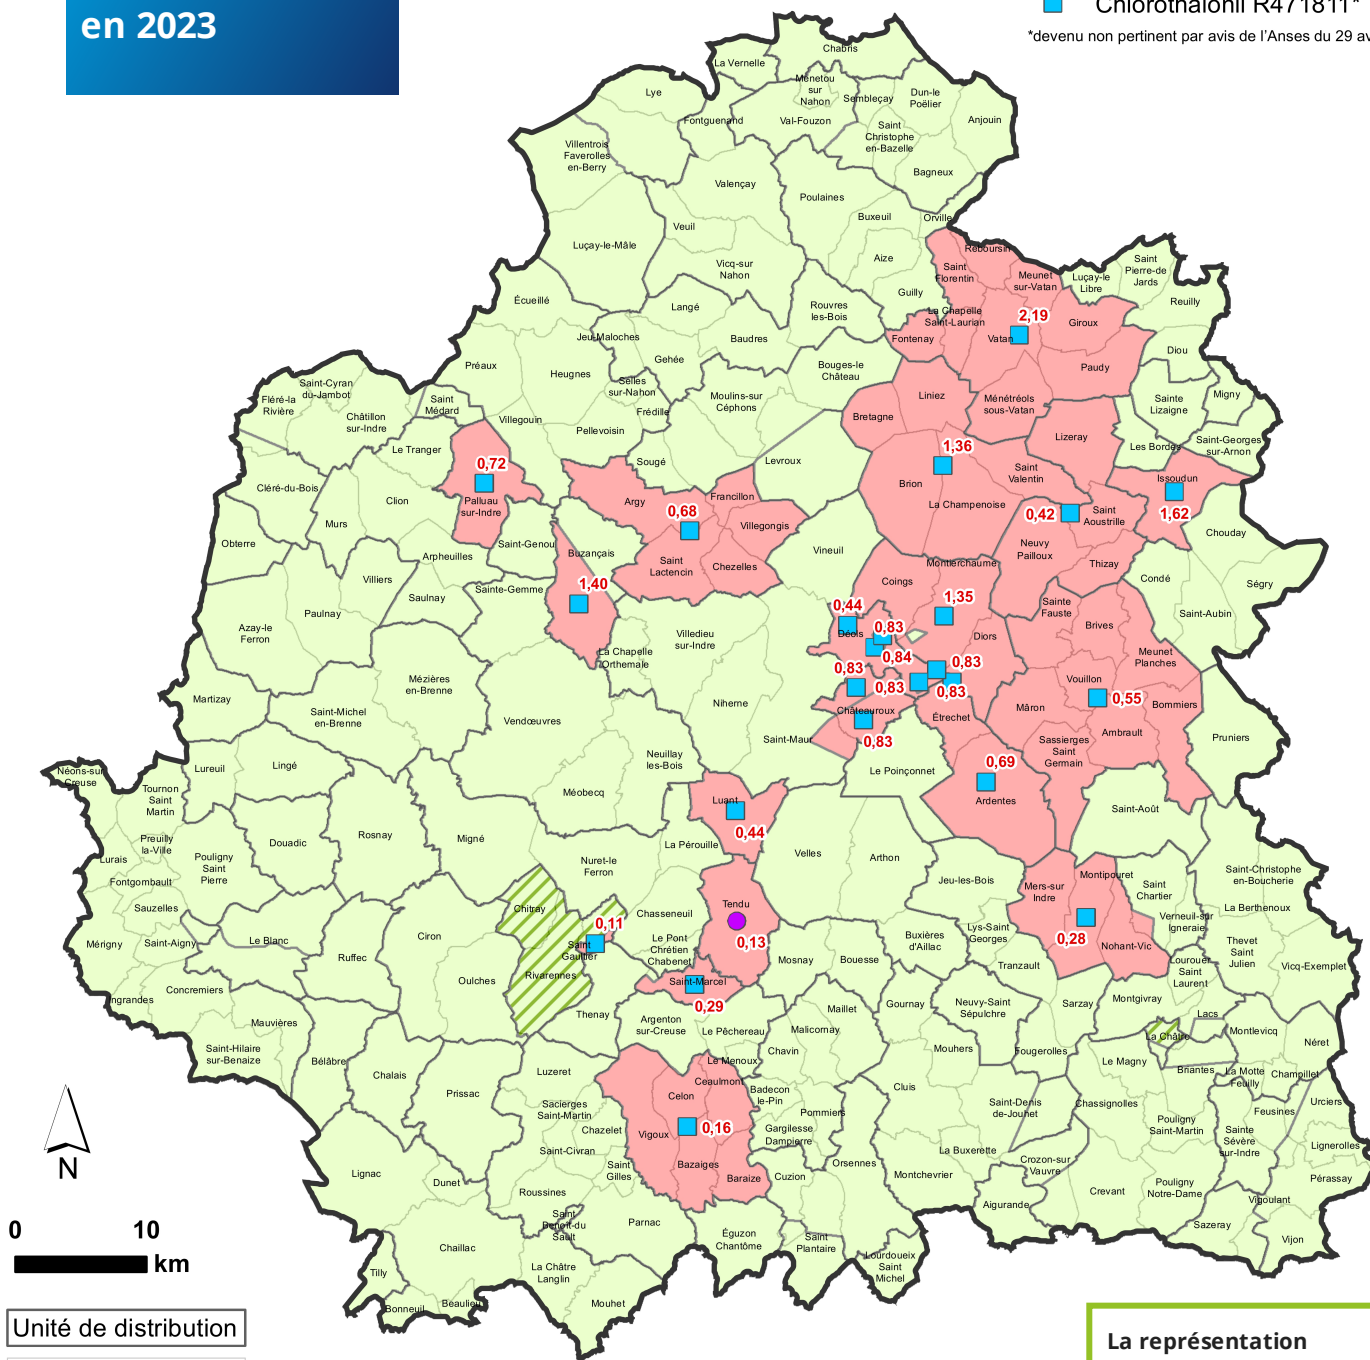 en 2023
Chlorothalonil R471811*
*devenu non pertinent par avis de l'Anses du 29 av
Chabris
La Vernelle
Menetou
sur
Nahon
Lye
Sembleçay
Dun-le
Poëlier
Fontguenand
Val-Fouzon
Anjouin
Saint
Christophe
en-Bazelle
Villentrois
Faverolles
en-Berry
Bagneux
Valençay
Poulaines
Buxeuil
Orville
Veuil
Luçay-le-Mâle
Reboursin
Aize
Vicq-sur
Nahon
Saint
Florentin
Meunet
sur-Vatan
Luçay-le
Libre
Saint
Pierre-de
Jards
Guilly
Reuilly
Écueillé
Langé
Rouvres
les-Bois
La Chapelle
Saint-Laurian
2,19
Giroux
Jeu-Maloches
Baudres
Fontenay
Vatan
Diou
Gehée
Préaux
Heugnes
Bouges-le
Château
Paudy
Selles
sur-Nahon
Saint-Cyran
du-Jambot
Fléré-la
Rivière
Saint
Médard
Moulins-sur
Céphons
Liniez
Ménétréols
sous-Vatan
Sainte
Lizaigne
Migny
Frédille
Châtillon
sur-Indre
Villegouin
Bretagne
Pellevoisin
Lizeray
Saint-Georges
sur-Arnon
Les Bordes
Le Tranger
1,36
0,72
Sougé
Levroux
Saint
Valentin
Issoudun
Brion
Cléré-du-Bois
Clion
Palluau
sur-Indre
Argy
Francillon
La Champenoise
0,68
0,42
Saint
Aoustrille
1,62
Murs
Villegongis
Chouday
Obterre
Saint-Genou
Buzançais
Vineuil
Neuvy
Pailloux
Arpheuilles
Saint
Lactencin
Chezelles
Montierchaume
Thizay
Villiers
Coings
Condé
Ségry
1,40
Sainte-Gemme
Saulnay
1,35
Paulnay
0,44
Sainte
Fauste
Saint-Aubin
Azay-le
Ferron
Déols
0,83
Brives
Villedieu
sur-Indre
Diors
La Chapelle
Orthemale
0,84
0,83
Meunet
Planches
0,83
Vouillon
Mézières
en-Brenne
0,83
0,83
Martizay
0,55
Niherne
Bommiers
Saint-Michel
en-Brenne
Mâron
Vendœuvres
Châteauroux
Étrechet
Ambrault
Saint-Maur
0,83
Sassierges
Saint
Germain
Pruniers
Neuillay
les-Bois
0,69
Lingé
Lureuil
Le Poinçonnet
Néons-sur
Creuse
Tournon
Saint
Martin
Méobecq
Luant
Ardentes
Saint-Août
0,44
Rosnay
Preuilly
la-Ville
Douadic
Migné
La Pérouille
Velles
Arthon
Lurais
Pouligny
Saint
Pierre
Nuret-le
Ferron
Saint-Christophe
en-Boucherie
Fontgombault
Jeu-les-Bois
Mers-sur
Indre
Montipouret
Saint
Chartier
Sauzelles
Chitray
Tendu
La Berthenoux
Chasseneuil
0,11
Verneuil-sur
Igneraie
Ciron
Lys-Saint
Georges
Mérigny
Saint-Aigny
Le Blanc
0,13
0,28
Nohant-Vic
Buxières
d'Aillac
Saint
Gaultier
Le Pont
Chrétien
Chabenet
Thevet
Saint
Julien
Ruffec
Mosnay
Bouesse
Tranzault
Vicq-Exemplet
Rivarennes
Oulches
Saint-Marcel
Lourouer
Saint
Laurent
Concremiers
Ingrandes
0,29
Montgivray
Gournay
Neuvy-Saint
Sépulchre
Sarzay
Maillet
Thenay
Lacs
Mauvières
Argenton
sur-Creuse
Le Pêchereau
Malicornay
La Châtre
Montlevicq
Néret
Saint-Hilaire
sur-Benaize
Mouhers
Fougerolles
Chavin
Bélâbre
Le Menoux
Le Magny
Briantes
La Motte
Feuilly
Champillet
Luzeret
Chalais
Ceaulmont
Cluis
Prissac
Celon
Badecon
le-Pin
Urciers
Sacierges
Saint-Martin
Saint-Denis
de-Jouhet
Chassignolles
Feusines
Pommiers
Pouligny
Saint-Martin
Chazelet
Vigoux
0,16
Gargilesse
Dampierre
Sainte
Sévère
sur-Indre
Lignerolles
Saint-Civran
La Buxerette
N
Bazaiges
Orsennes
Crozon-sur
Vauvre
Lignac
Saint
Gilles
Baraize
Cuzion
Montchevrier
Pérassay
Dunet
Roussines
Crevant
Pouligny
Notre-Dame
Vigoulant
Aigurande
Saint
Benoît-du
Sault
Parnac
Sazeray
0 10
km
Éguzon
Chantôme
Saint
Plantaire
Vijon
Chaillac
Lourdoueix
Saint
Michel
Tilly
La Châtre
Langlin
Bonneuil
Beaulieu
Mouhet
Unité de distribution
La représentation